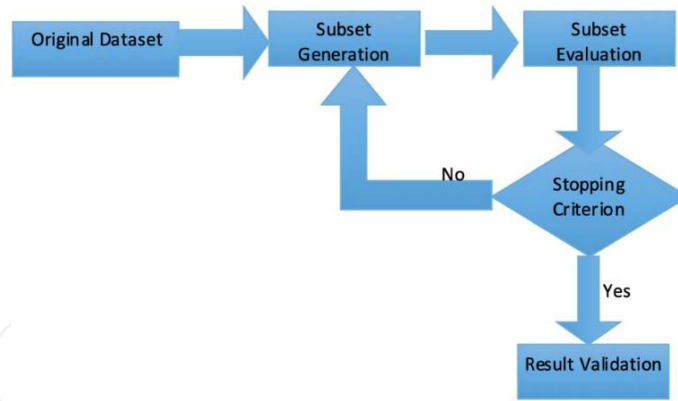 Original Dataset
Subset
Generation
Subset
Evaluation
No
Stopping
Criterion
Yes
Result Validation